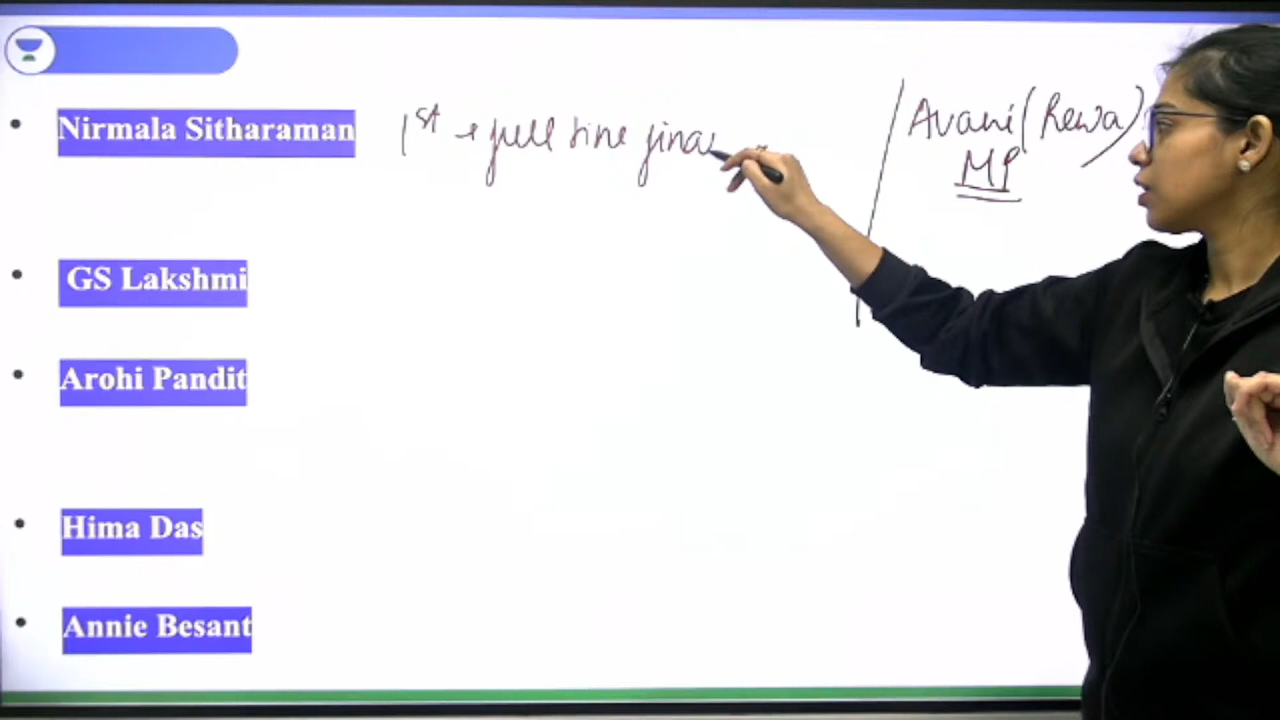 Nirmala Sitharaman 1st → full time finan
Avani (Rewa)
MP
GS Lakshmi
Arohi Pandit
Hima Das
Annie Besant